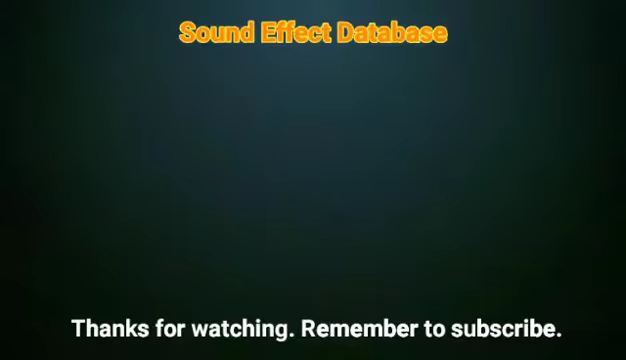 Sound Effect Database
Thanks for watching. Remember to subscribe.